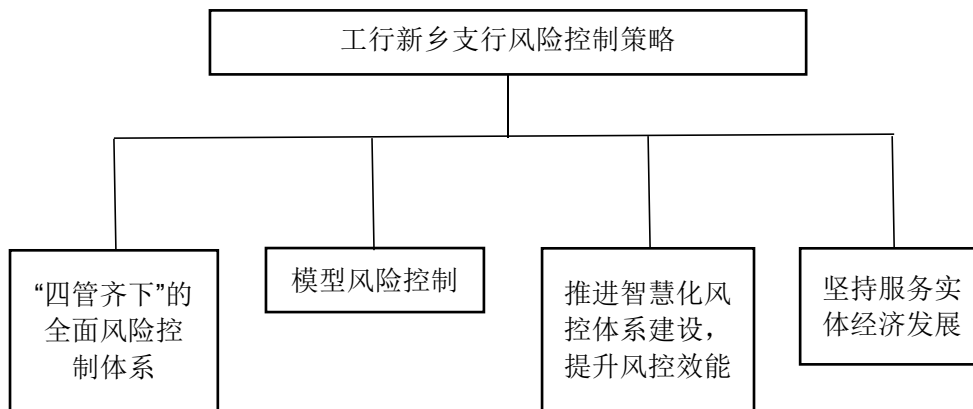 工行新乡支行风险控制策略
“四管齐下”的
全面风险控
制体系
模型风险控制
推进智慧化风
控体系建设，
提升风控效能
坚持服务实
体经济发展